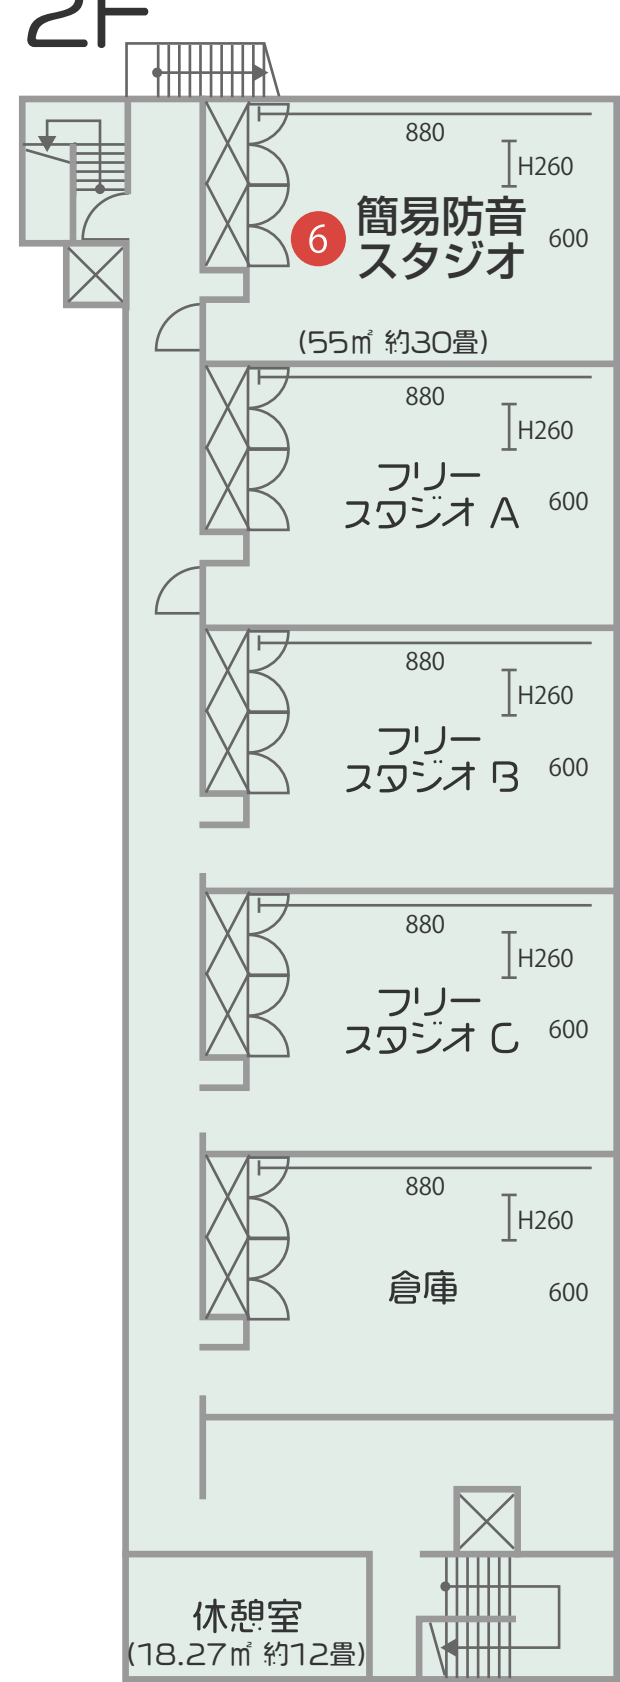 2F
880
H260
6
簡易防音
スタジオ
600
(55㎡ 約30畳)
880
H260
フリー
スタジオ A
600
880
H260
フリー
スタジオ B
600
880
H260
フリー
スタジオ C
600
880
H260
倉庫
600
休憩室
(18.27㎡ 約12畳)